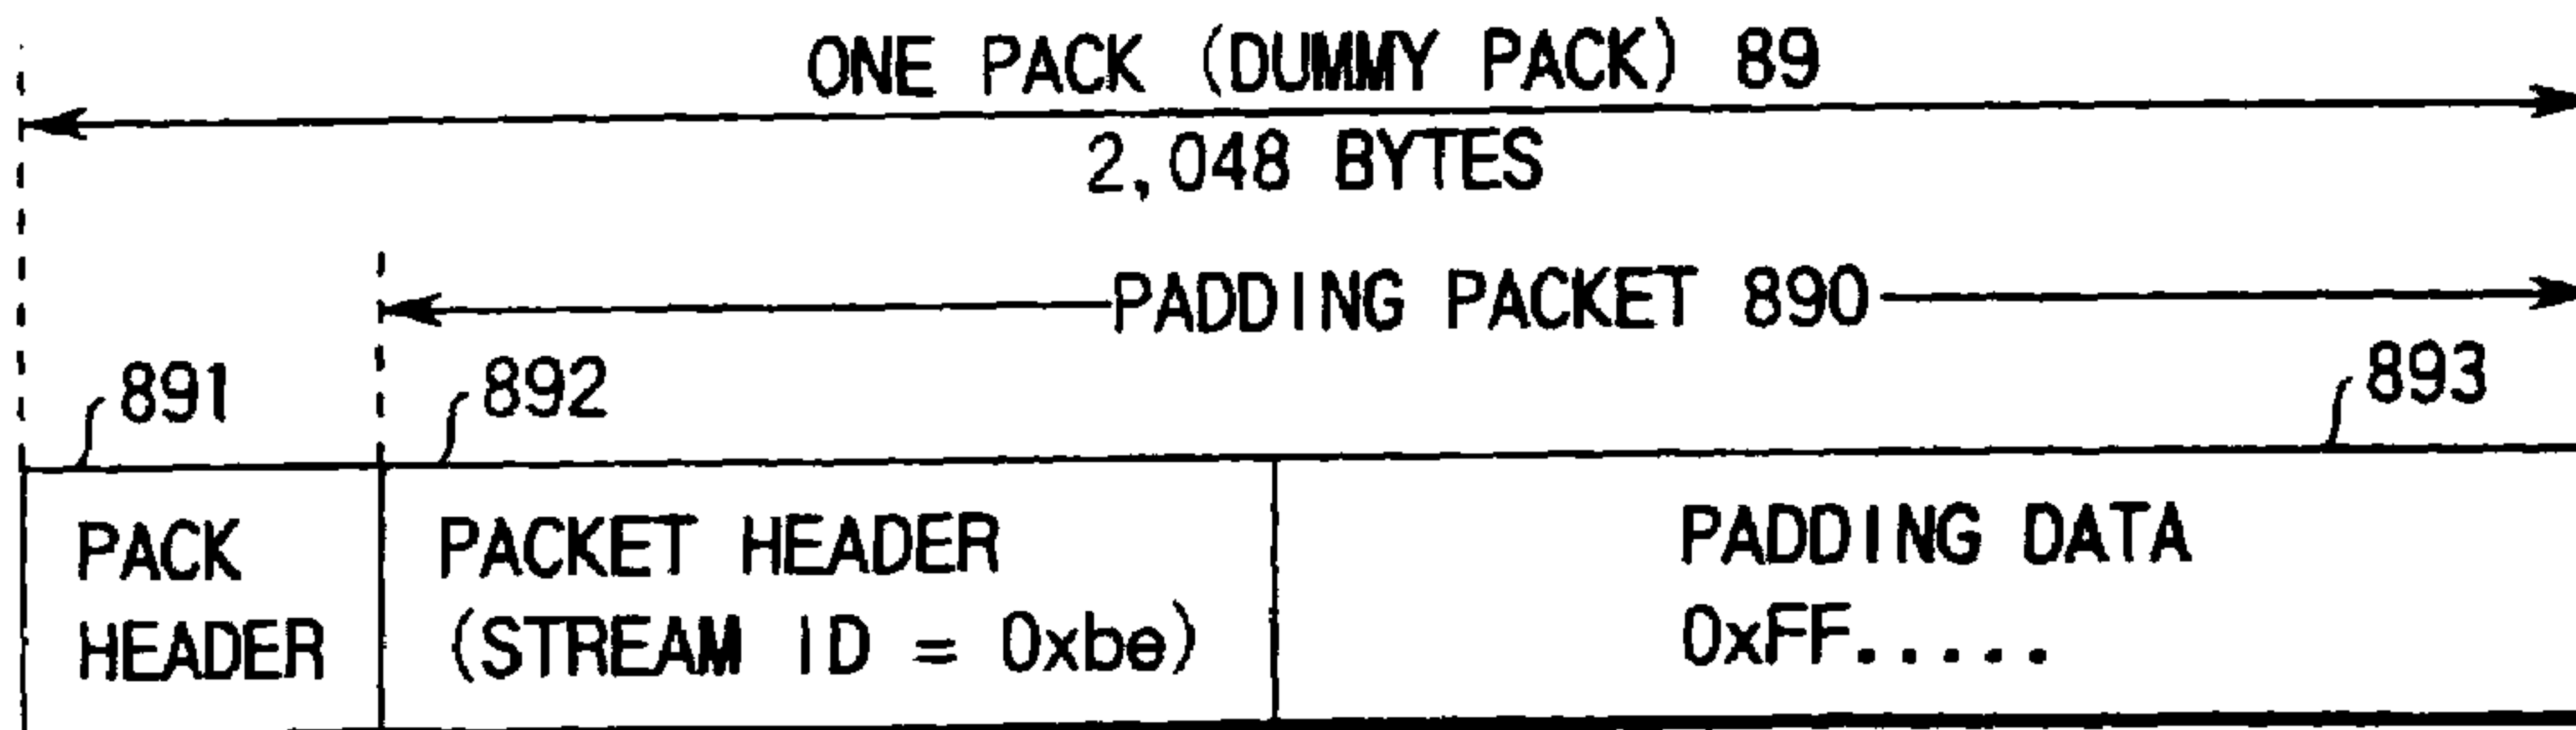 ONE PACK (DUMMY PACK) 89
2,048 BYTES
PADDING PACKET 890
891
892
893
PACK
HEADER
PACKET HEADER
(STREAM ID = 0xbe)
PADDING DATA
0xFF.....